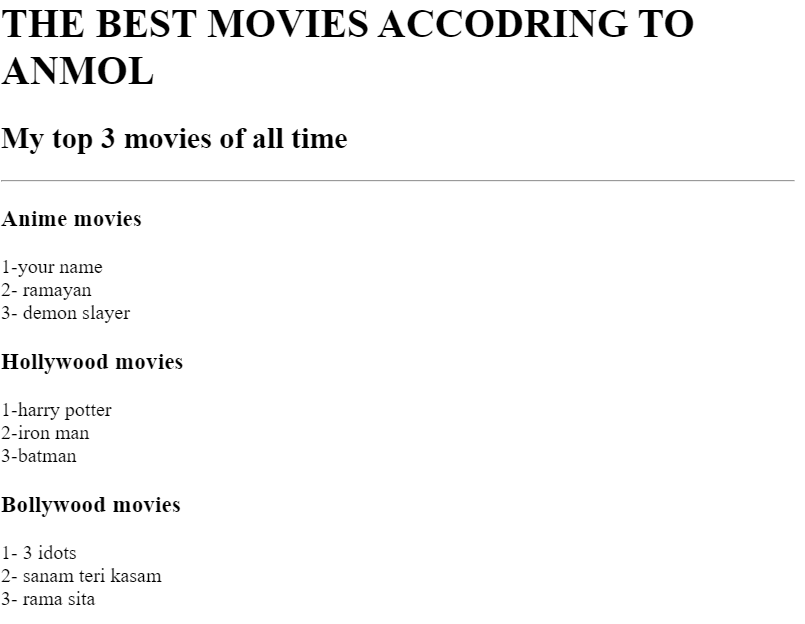 THE BEST MOVIES ACCODRING TO
ANMOL
My top 3 movies of all time
Anime movies
1-your name
2- ramayan
3- demon slayer
Hollywood movies
1-harry potter
2-iron man
3-batman
Bollywood movies
1- 3 idots
2- sanam teri kasam
3- rama sita